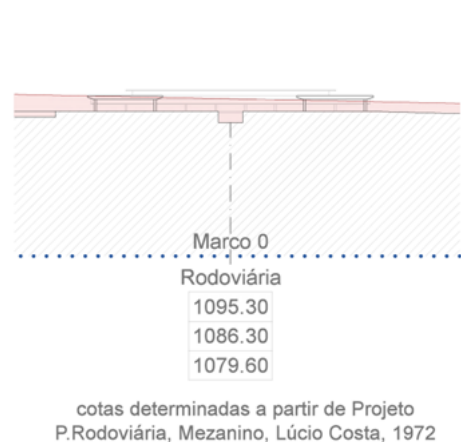 Marco 0
Rodoviária
1095.30
1086.30
1079.60
cotas determinadas a partir de Projeto
P.Rodoviária, Mezanino, Lúcio Costa, 1972